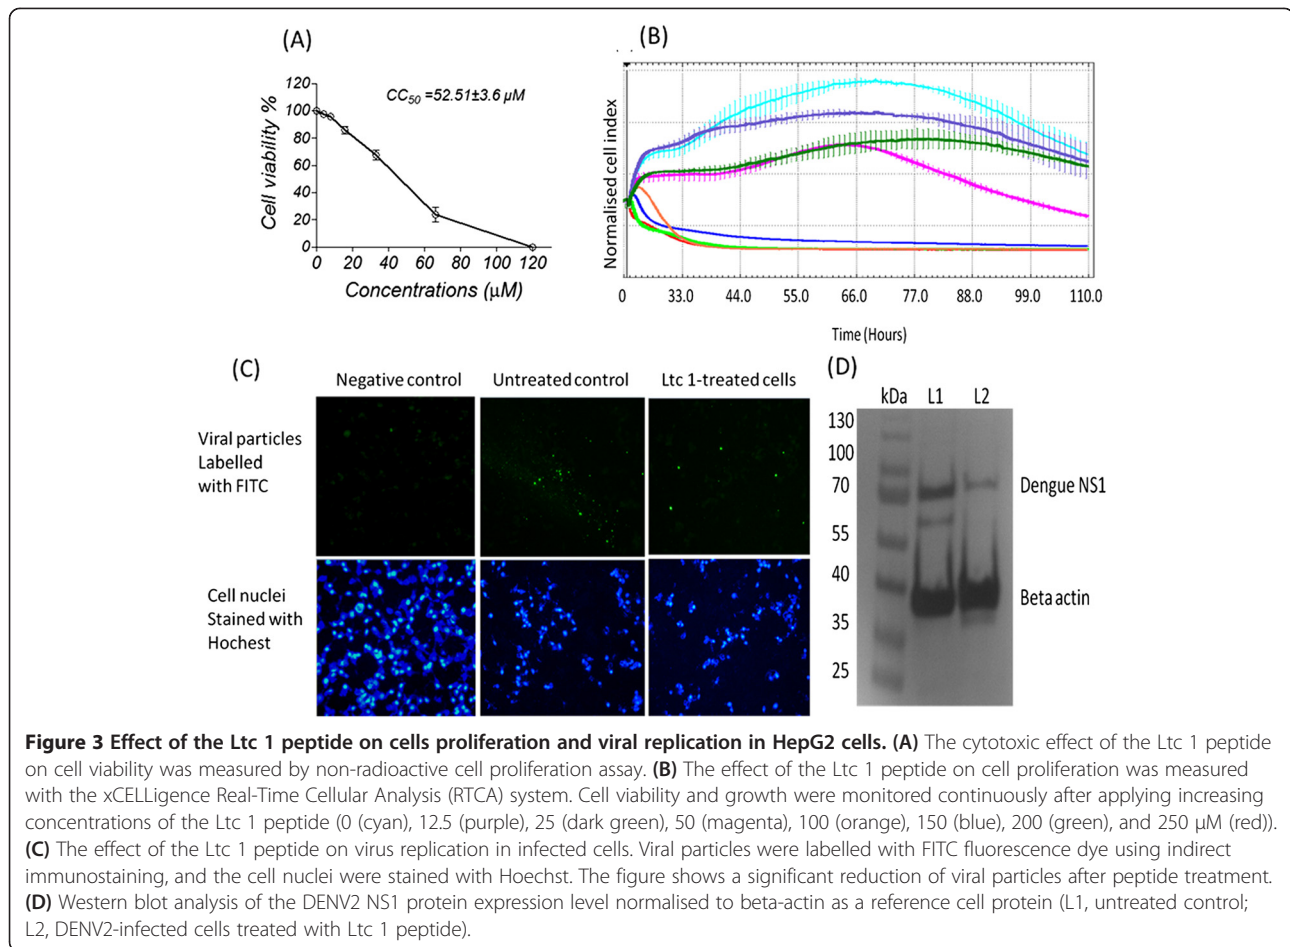 (A)
CC50 =52.51±3.6 µM
Cell viability %
120
100
80
60
40
20
0
0 20 40 60 80 100 120
Concentrations (µM)
(B)
Normalised cell index
0 33.0 44.0 55.0 66.0 77.0 88.0 99.0 110.0
Time (Hours)
(C)
Negative control Untreated control Ltc 1-treated cells
Viral particles
Labelled
with FITC
Cell nuclei
Stained with
Hochest
(D)
kDa L1 L2
130
100
70
55
40
35
25
Dengue NS1
Beta actin
Figure 3 Effect of the Ltc 1 peptide on cells proliferation and viral replication in HepG2 cells. (A) The cytotoxic effect of the Ltc 1 peptide
on cell viability was measured by non-radioactive cell proliferation assay. (B) The effect of the Ltc 1 peptide on cell proliferation was measured
with the xCELLigence Real-Time Cellular Analysis (RTCA) system. Cell viability and growth were monitored continuously after applying increasing
concentrations of the Ltc 1 peptide (0 (cyan), 12.5 (purple), 25 (dark green), 50 (magenta), 100 (orange), 150 (blue), 200 (green), and 250 µM (red)).
(C) The effect of the Ltc 1 peptide on virus replication in infected cells. Viral particles were labelled with FITC fluorescence dye using indirect
immunostaining, and the cell nuclei were stained with Hoechst. The figure shows a significant reduction of viral particles after peptide treatment.
(D) Western blot analysis of the DENV2 NS1 protein expression level normalised to beta-actin as a reference cell protein (L1, untreated control;
L2, DENV2-infected cells treated with Ltc 1 peptide).